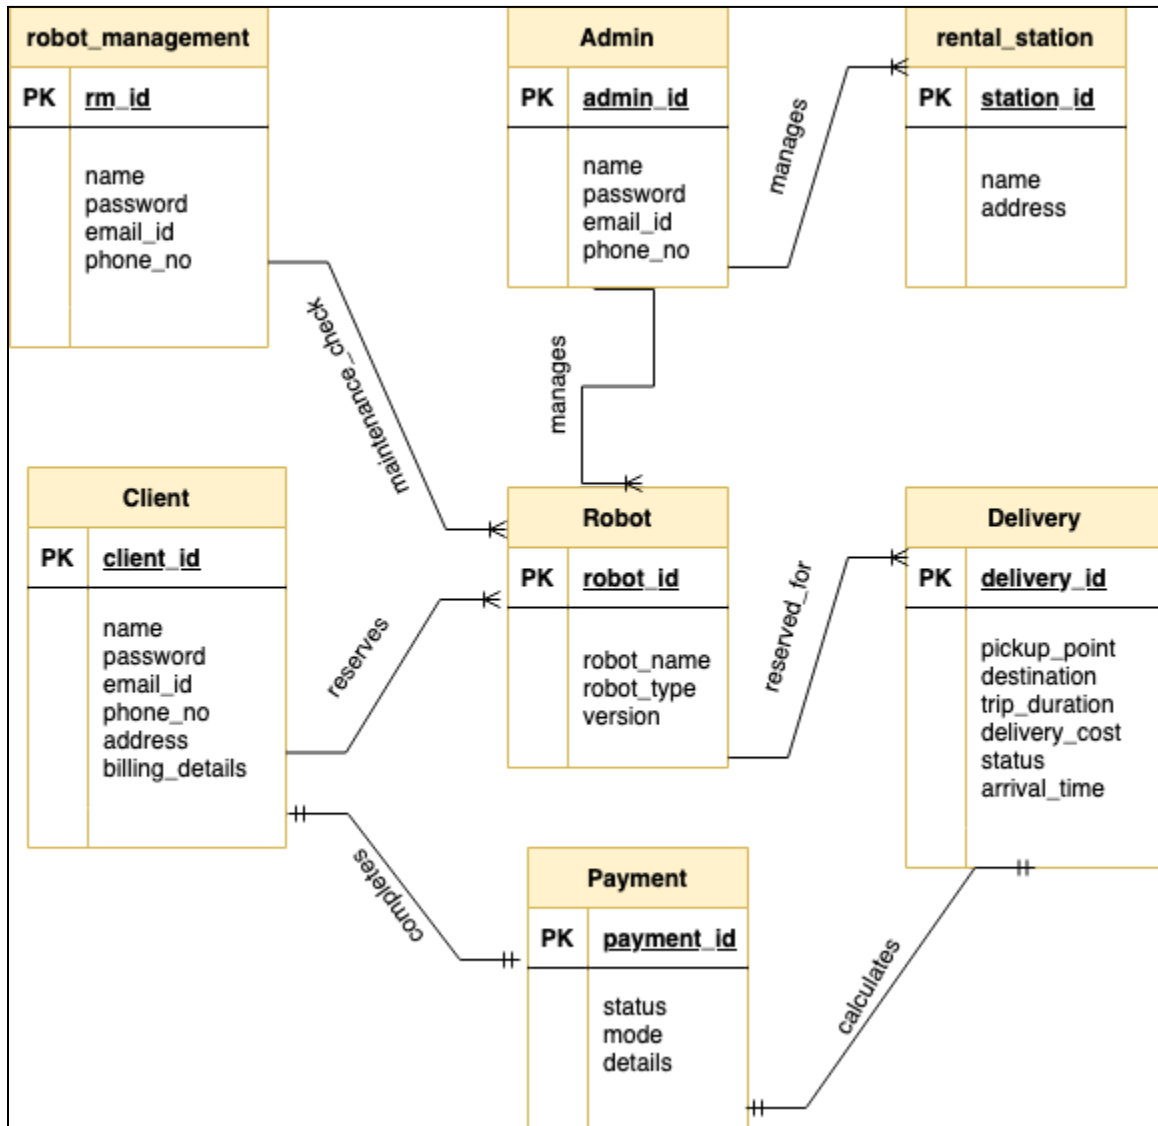 robot_management
PK rm_id
name
password
email_id
phone_no
Admin
PK admin_id
name
password
email_id
phone_no
rental_station
PK station_id
name
address
manages
manages
maintenance_check
Client
PK client_id
name
password
email_id
phone_no
address
billing_details
reserves
Robot
PK robot_id
robot_name
robot_type
version
reserved_for
Delivery
PK delivery_id
pickup_point
destination
trip_duration
delivery_cost
status
arrival_time
completes
Payment
PK payment_id
status
mode
details
calculates